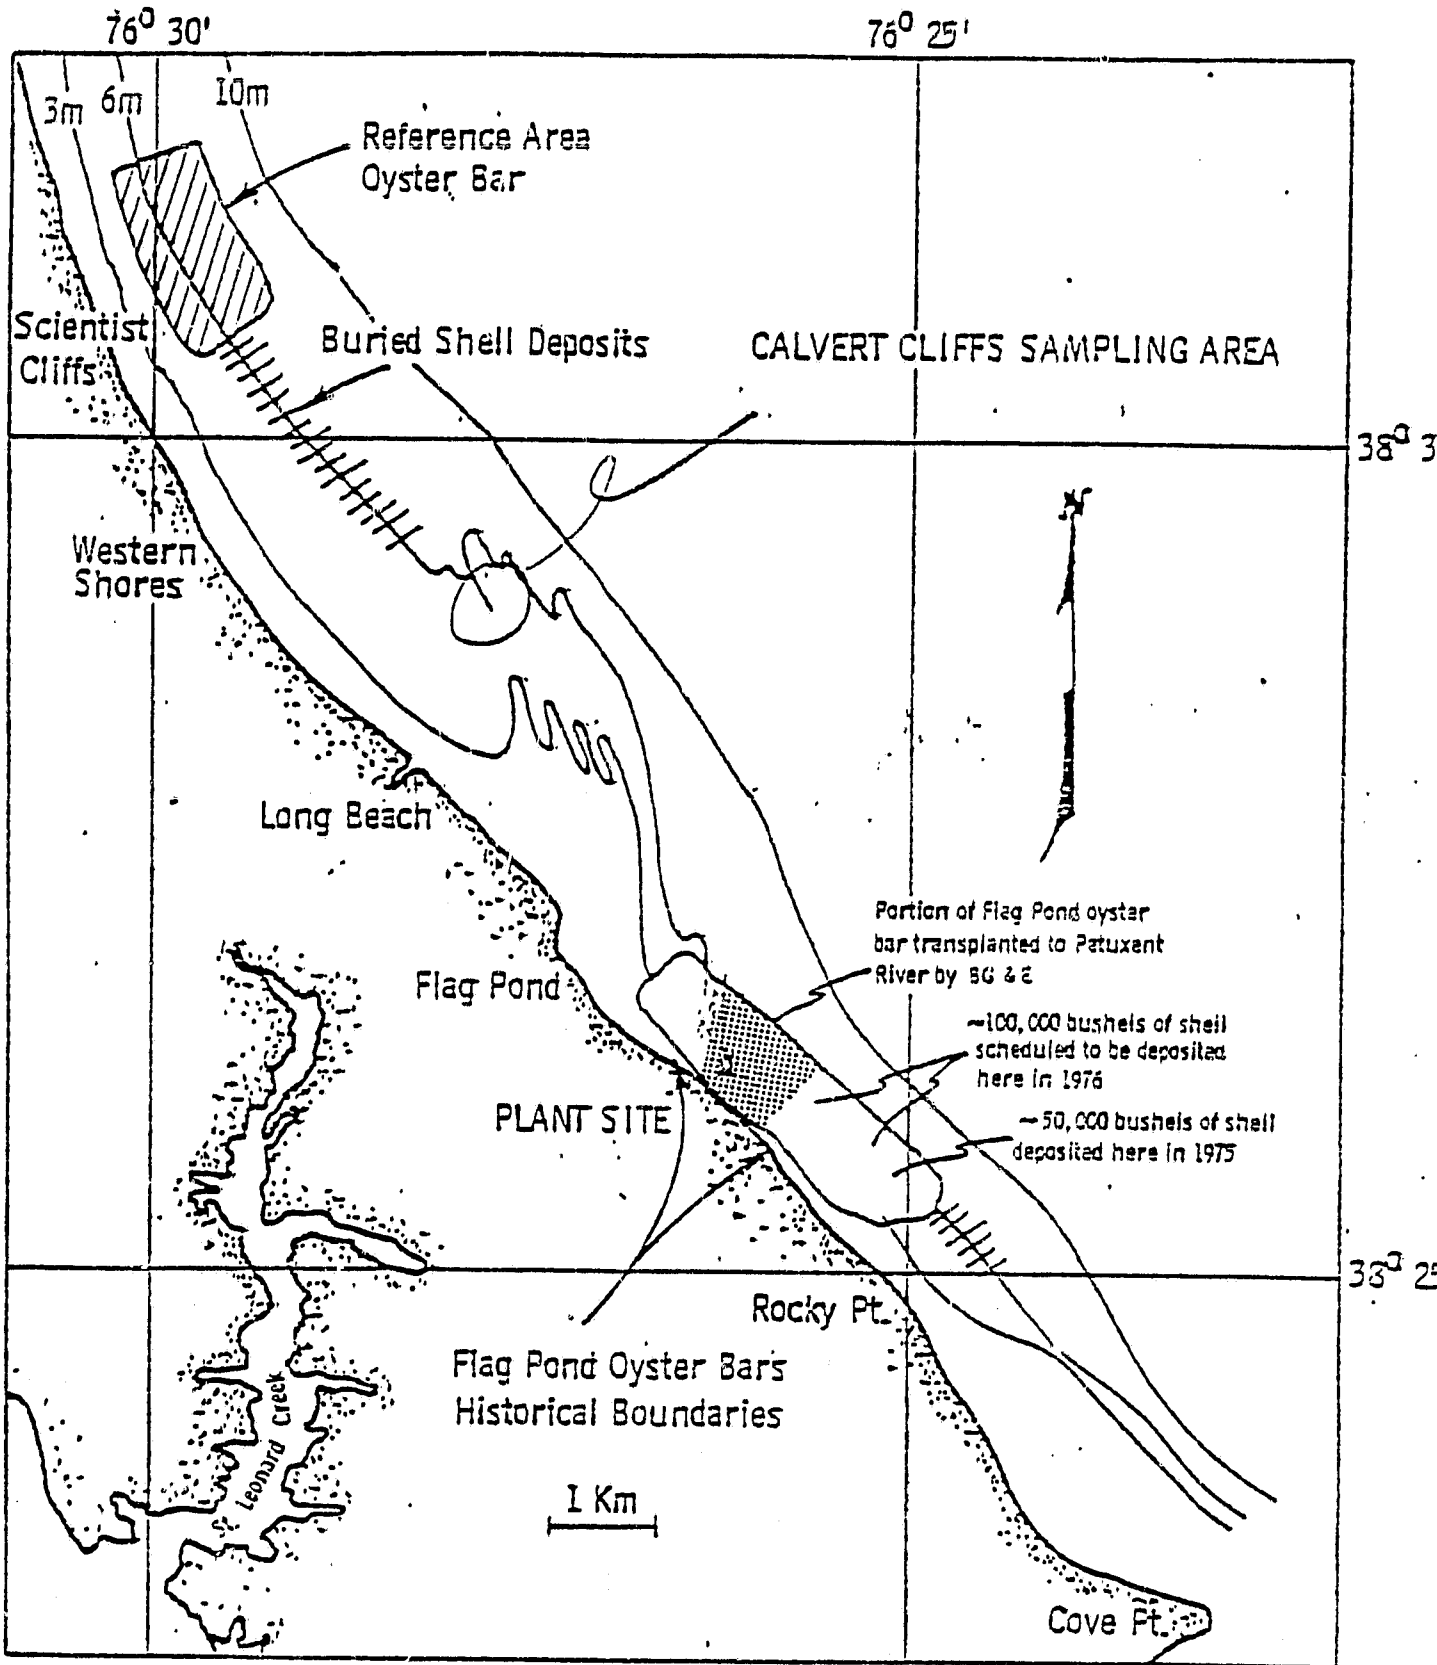 76° 30'
76° 25'
3m
6m
10m
Reference Area
Oyster Bar
Scientist
Cliffs
Buried Shell Deposits
CALVERT CLIFFS SAMPLING AREA
38° 3
Western
Shores
Long Beach
Portion of Flag Pond oyster
bar transplanted to Patuxent
River by BG & E
Flag Pond
~100,000 bushels of shell
scheduled to be deposited
here in 1976
PLANT SITE
~50,000 bushels of shell
deposited here in 1975
38° 25
Rocky Pt.
Flag Pond Oyster Bars
Historical Boundaries
Leonard Creek
1 Km
Cove Pt.